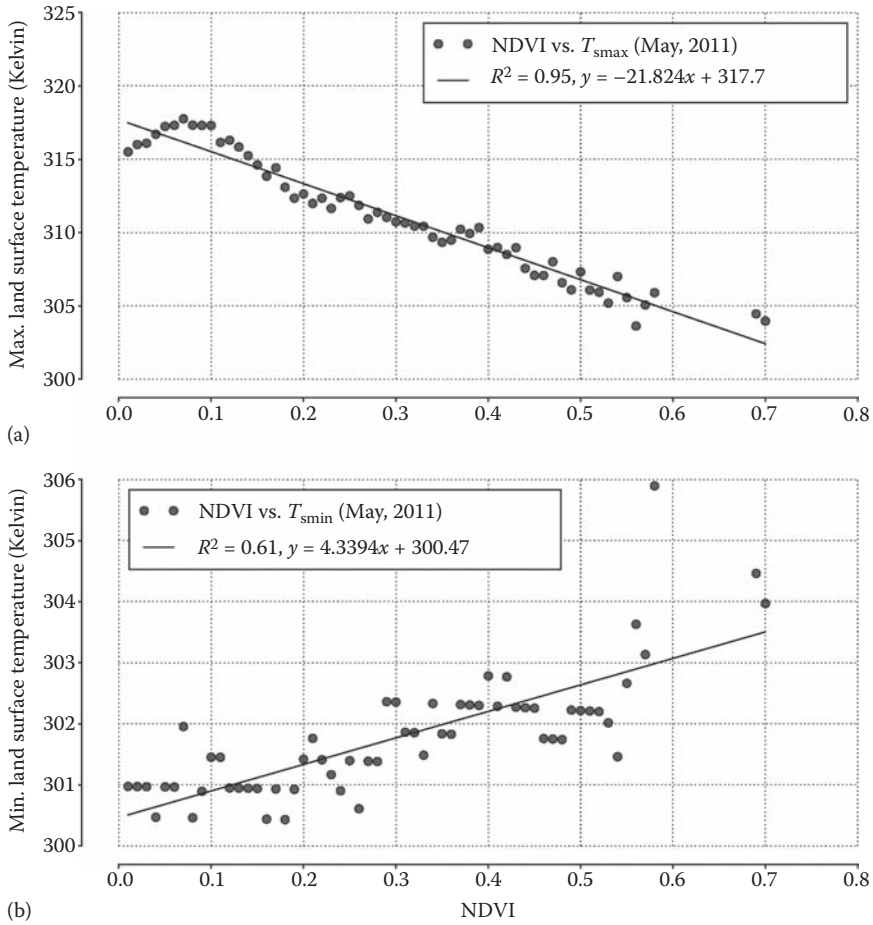 325
320
315
310
305
300
Max. land surface temperature (Kelvin)
NDVI vs. Tsmax (May, 2011)
R2 = 0.95, y = −21.824x + 317.7
0.0 0.1 0.2 0.3 0.4 0.5 0.6 0.7 0.8
(a)
306
305
304
303
302
301
300
Min. land surface temperature (Kelvin)
NDVI vs. Tsmin (May, 2011)
R2 = 0.61, y = 4.3394x + 300.47
0.0 0.1 0.2 0.3 0.4 0.5 0.6 0.7 0.8
(b)
NDVI